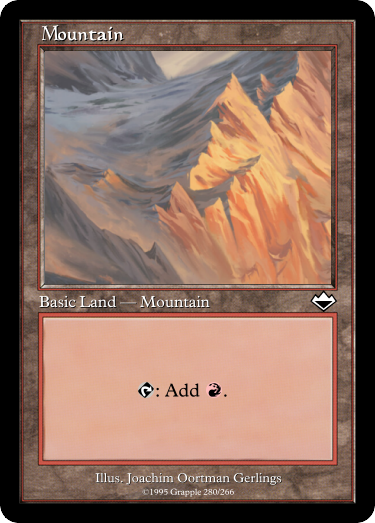 Mountain
Basic Land — Mountain
: Add .
Illus. Joachim Oortman Gerlings
©1995 Grapple 280/266